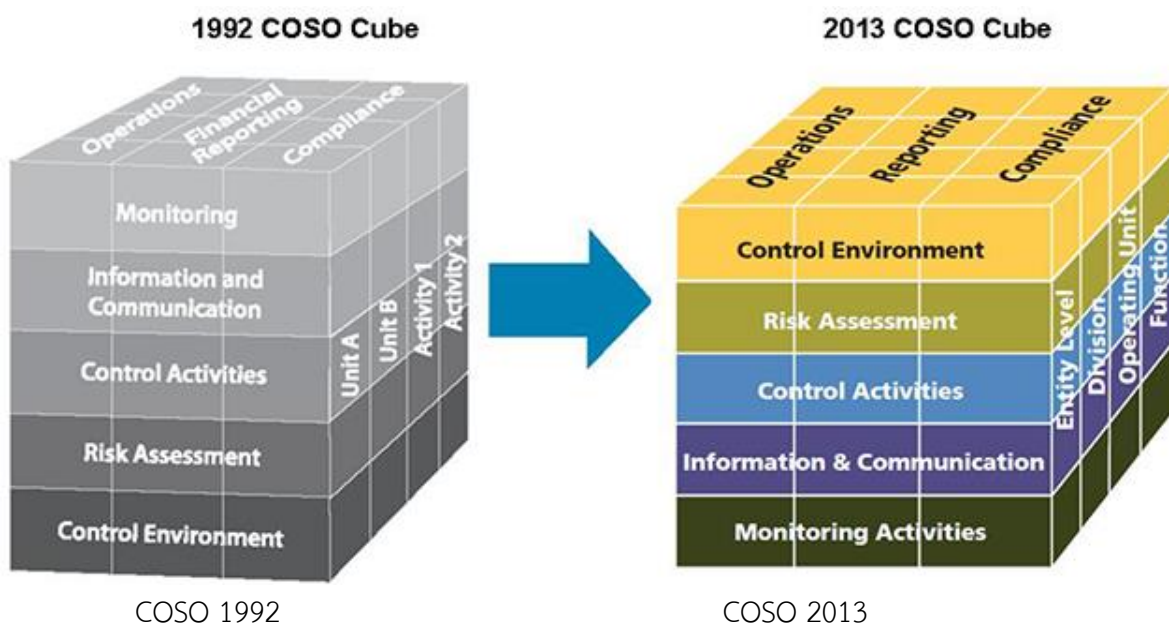 1992 COSO Cube
Operations
Financial
Reporting
Compliance
Monitoring
Information and
Communication
Control Activities
Risk Assessment
Control Environment
Unit A
Unit B
Activity 1
Activity 2
COSO 1992
2013 COSO Cube
Operations
Reporting
Compliance
Control Environment
Risk Assessment
Control Activities
Information & Communication
Monitoring Activities
Entity Level
Division
Operating Unit
Function
COSO 2013